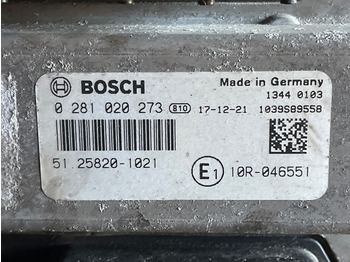 BOSCH
Made in Germany
1344 0103
0 281 020 273 810 17-12-21 1039S89558
51.25820-1021
E1 10R-046551